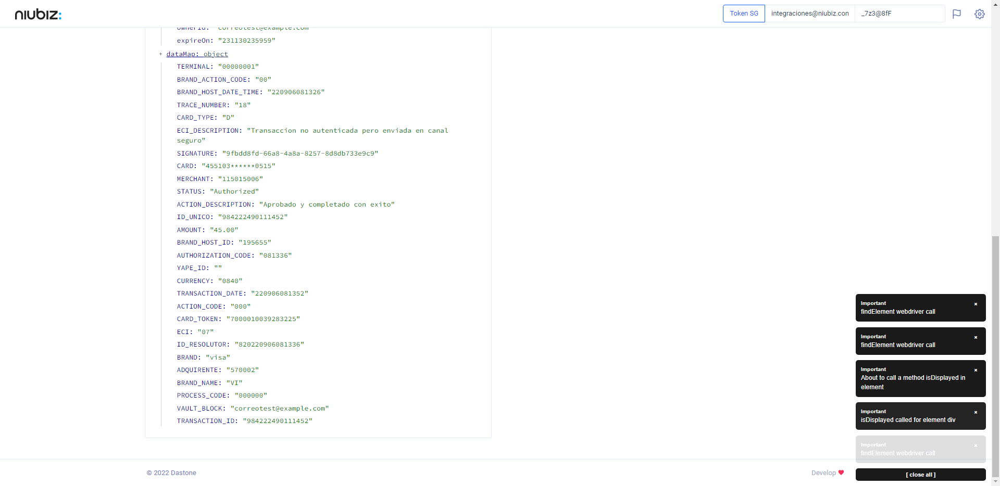 niubiz:
Token SG
integraciones@niubiz.con
_7z3@8fF
ownerId: "correotest@example.com"
expireOn: "231130235959"
+ dataMap: object
TERMINAL: "00000001"
BRAND_ACTION_CODE: "00"
BRAND_HOST_DATE_TIME: "220906081326"
TRACE_NUMBER: "18"
CARD_TYPE: "D"
ECI_DESCRIPTION: "Transaccion no autenticada pero enviada en canal
seguro"
SIGNATURE: "9fbdd8fd-66a8-4a8a-8257-8d8db733e9c9"
CARD: "455103******0515"
MERCHANT: "115015006"
STATUS: "Authorized"
ACTION_DESCRIPTION: "Aprobado y completado con exito"
ID_UNICO: "984222490111452"
AMOUNT: "45.00"
BRAND_HOST_ID: "195655"
AUTHORIZATION_CODE: "081336"
YAPE_ID: ""
CURRENCY: "0840"
TRANSACTION_DATE: "220906081352"
ACTION_CODE: "000"
CARD_TOKEN: "7000010039283225"
ECI: "07"
ID_RESOLUTOR: "820220906081336"
BRAND: "visa"
ADQUIRENTE: "570002"
BRAND_NAME: "VI"
PROCESS_CODE: "000000"
VAULT_BLOCK: "correotest@example.com"
TRANSACTION_ID: "984222490111452"
Important
findElement webdriver call
Important
findElement webdriver call
Important
About to call a method isDisplayed in
element
Important
isDisplayed called for element div
Important
findElement webdriver call
[ close all ]
© 2022 Dastone
Develop